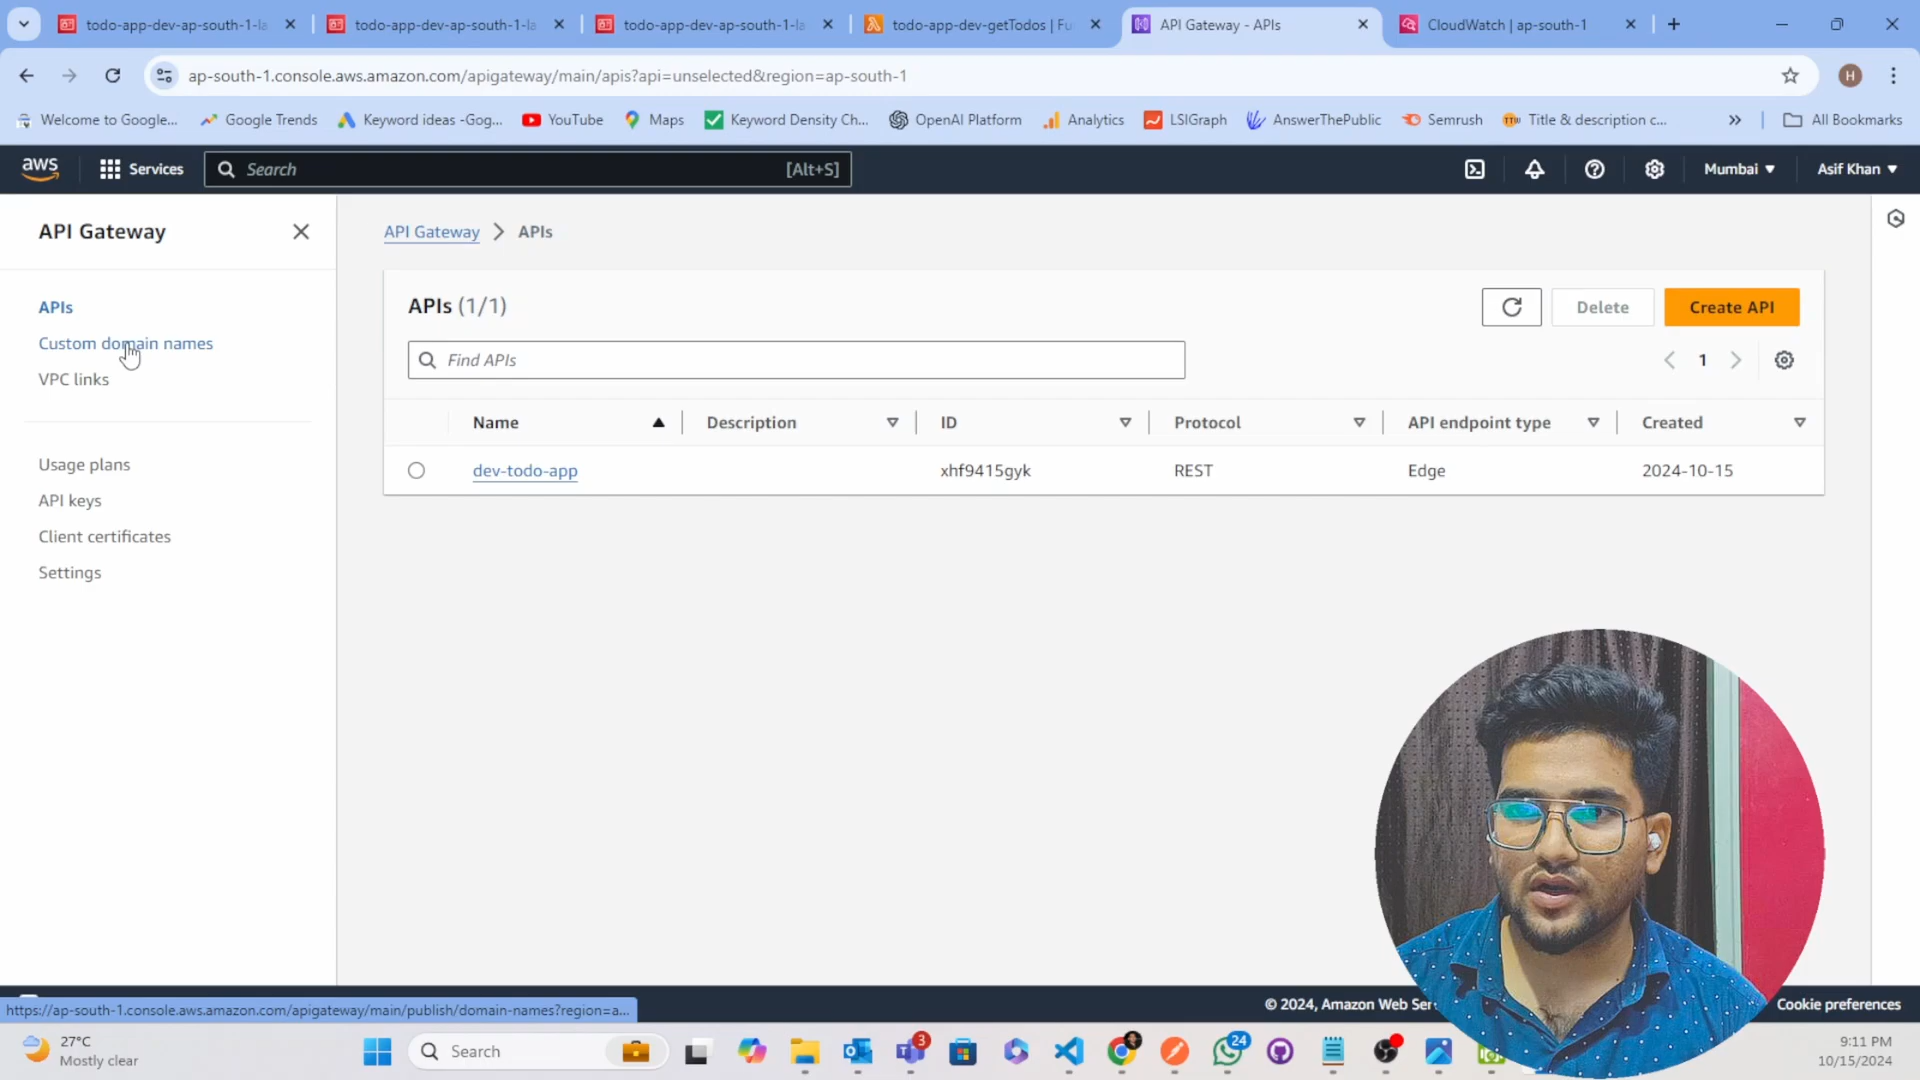 todo-app-dev-ap-south-1-la
todo-app-dev-ap-south-1-la
todo-app-dev-ap-south-1-la
todo-app-dev-getTodos | Fu
API Gateway - APIs
CloudWatch | ap-south-1
ap-south-1.console.aws.amazon.com/apigateway/main/apis?api=unselected&region=ap-south-1
H
Welcome to Google...
Google Trends
Keyword ideas -Gog...
YouTube
Maps
Keyword Density Ch...
OpenAI Platform
Analytics
LSIGraph
AnswerThePublic
Semrush
Title & description c...
All Bookmarks
aws
Services
Search
[Alt+S]
Mumbai
Asif Khan
API Gateway
APIs
Custom domain names
VPC links
Usage plans
API keys
Client certificates
Settings
API Gateway > APIs
APIs (1/1)
Delete
Create API
Find APIs
1
Name
Description
ID
Protocol
API endpoint type
Created
dev-todo-app
xhf9415gyk
REST
Edge
2024-10-15
https://ap-south-1.console.aws.amazon.com/apigateway/main/publish/domain-names?region=a...
© 2024, Amazon Web Ser
Cookie preferences
27°C
Mostly clear
Search
3
24
9:11 PM
10/15/2024